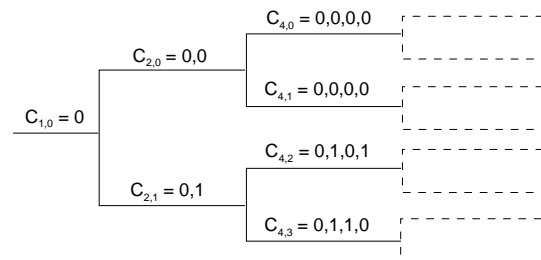 C4,0 = 0,0,0,0
C2,0 = 0,0
C4,1 = 0,0,0,0
C1,0 = 0
C4,2 = 0,1,0,1
C2,1 = 0,1
C4,3 = 0,1,1,0